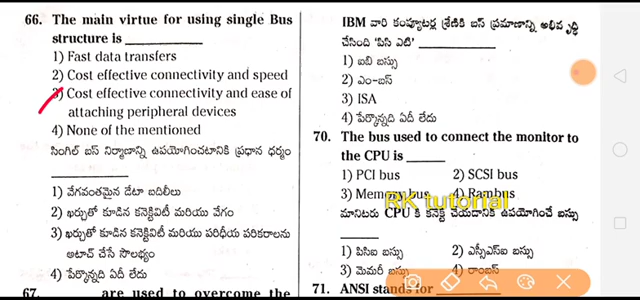 66. The main virtue for using single Bus
structure is
1) Fast data transfers
2) Cost effective connectivity and speed
3) Cost effective connectivity and ease of
attaching peripheral devices
4) None of the mentioned
సింగిల్ బస్ నిర్మాణాన్ని ఉపయోగించటానికి ప్రధాన ధర్మం
1) వేగవంతమైన డేటా బదిలీలు
2) ఖర్చుతో కూడిన కనెక్టివిటీ మరియు వేగం
3) ఖర్చుతో కూడిన కనెక్టివిటీ మరియు పరిధీయ పరికరాలను
అటాచ్ చేసే సౌలభ్యం
4) పేర్కొన్నది ఏదీ లేదు
67. are used to overcome the
IBM వారి కంప్యూటర్ల శ్రేణికి బస్ ప్రమాణాన్ని అభివృద్ధి
చేసింది 'పిసి ఎటి'
1) ఐబి బస్సు
2) ఎం-బస్
3) ISA
4) పేర్కొన్నది ఏదీ లేదు
70. The bus used to connect the monitor to
the CPU is
1) PCI bus 2) SCSI bus
3) Memory bus 4) Rambus
RK tutorial
మానిటరు CPU కి కనెక్ట్ చేయడానికి ఉపయోగించే బస్సు
1) పిసిఐ బస్సు 2) ఎస్సిఎస్ఐ బస్సు
3) మెమరీ బస్సు 4) రాంబస్
71. ANSI stands for